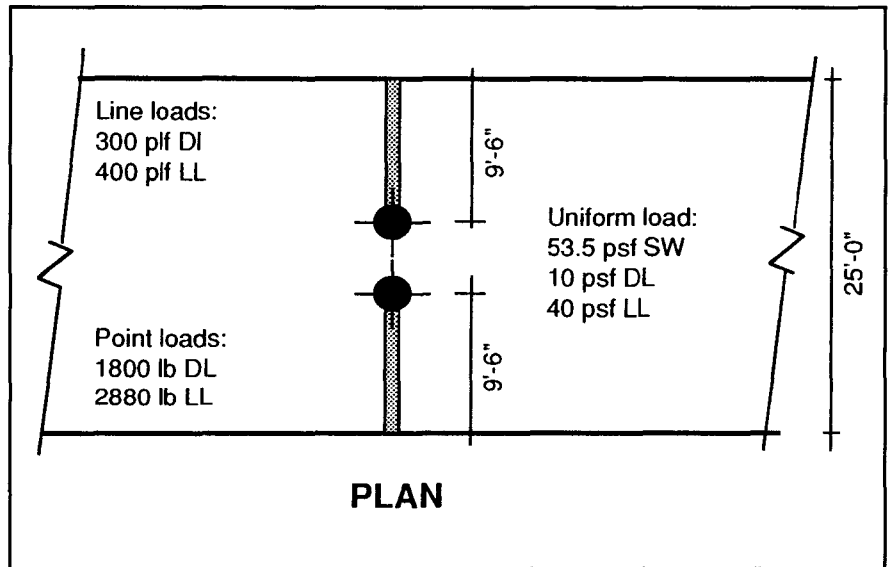 Line loads:
300 plf Dl
400 plf LL
9'-6"
Uniform load:
53.5 psf SW
10 psf DL
40 psf LL
25'-0"
Point loads:
1800 lb DL
2880 lb LL
9'-6"
PLAN